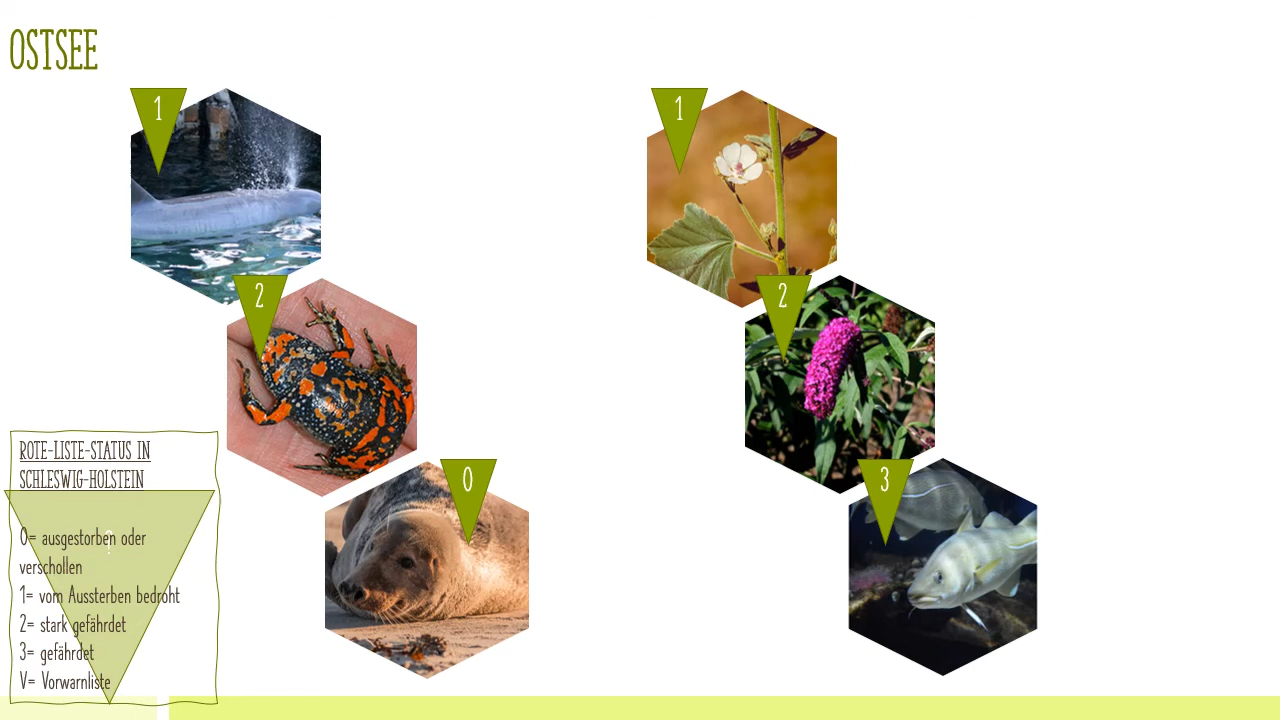 OSTSEE
1
1
2
2
0
3
ROTE-LISTE-STATUS IN
SCHLESWIG-HOLSTEIN
?
0= ausgestorben oder
verschollen
1= vom Aussterben bedroht
2= stark gefährdet
3= gefährdet
V= Vorwarnliste